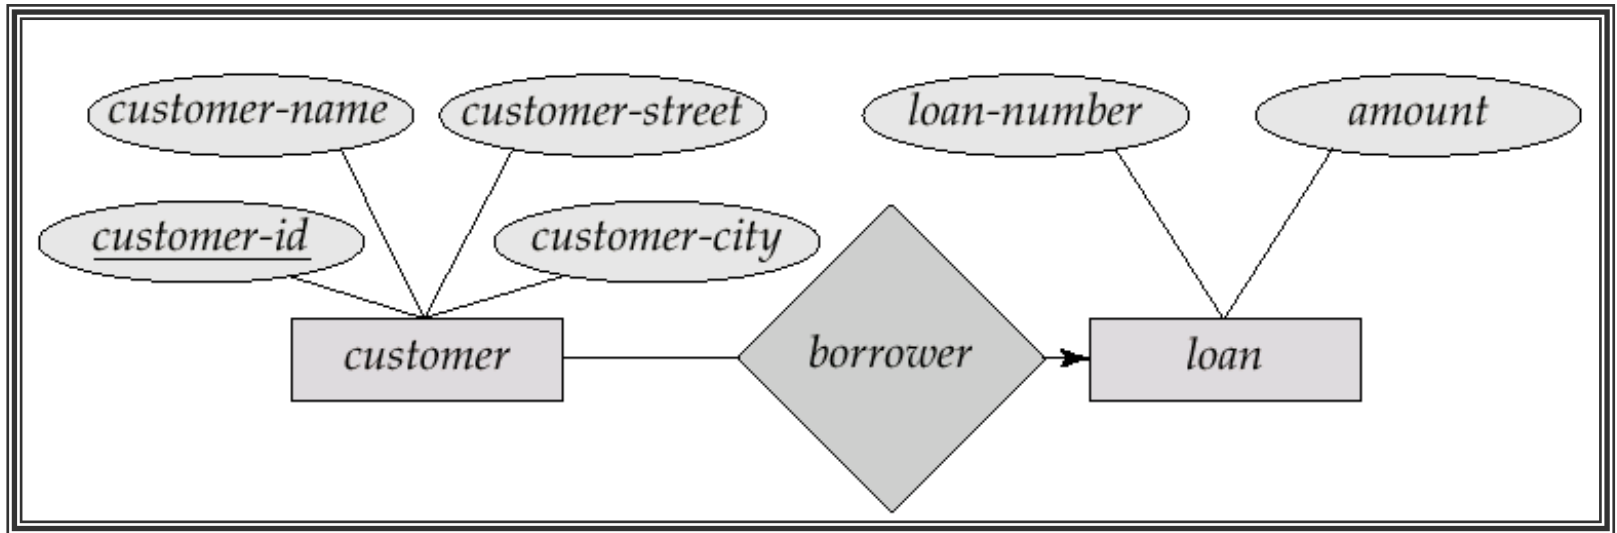 customer-name
customer-street
loan-number
amount
customer-id
customer-city
customer
borrower
loan